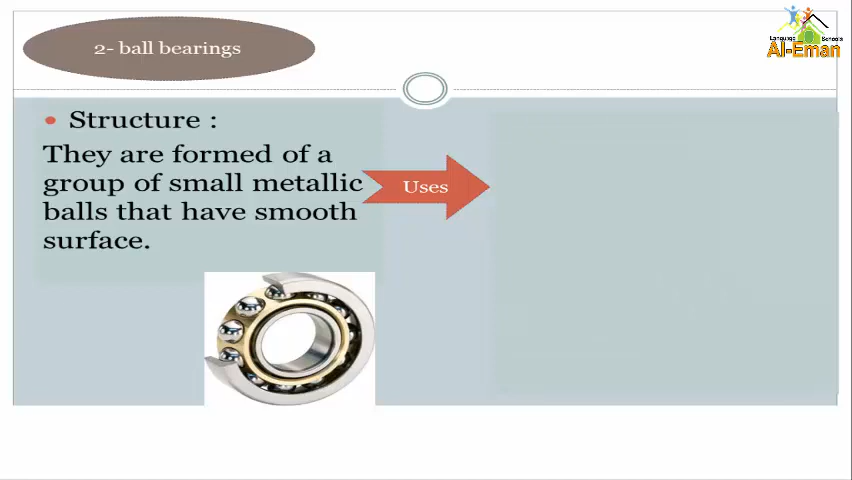 2- ball bearings
Language Schools
Al-Eman
Structure :
They are formed of a
group of small metallic
balls that have smooth
surface.
Uses